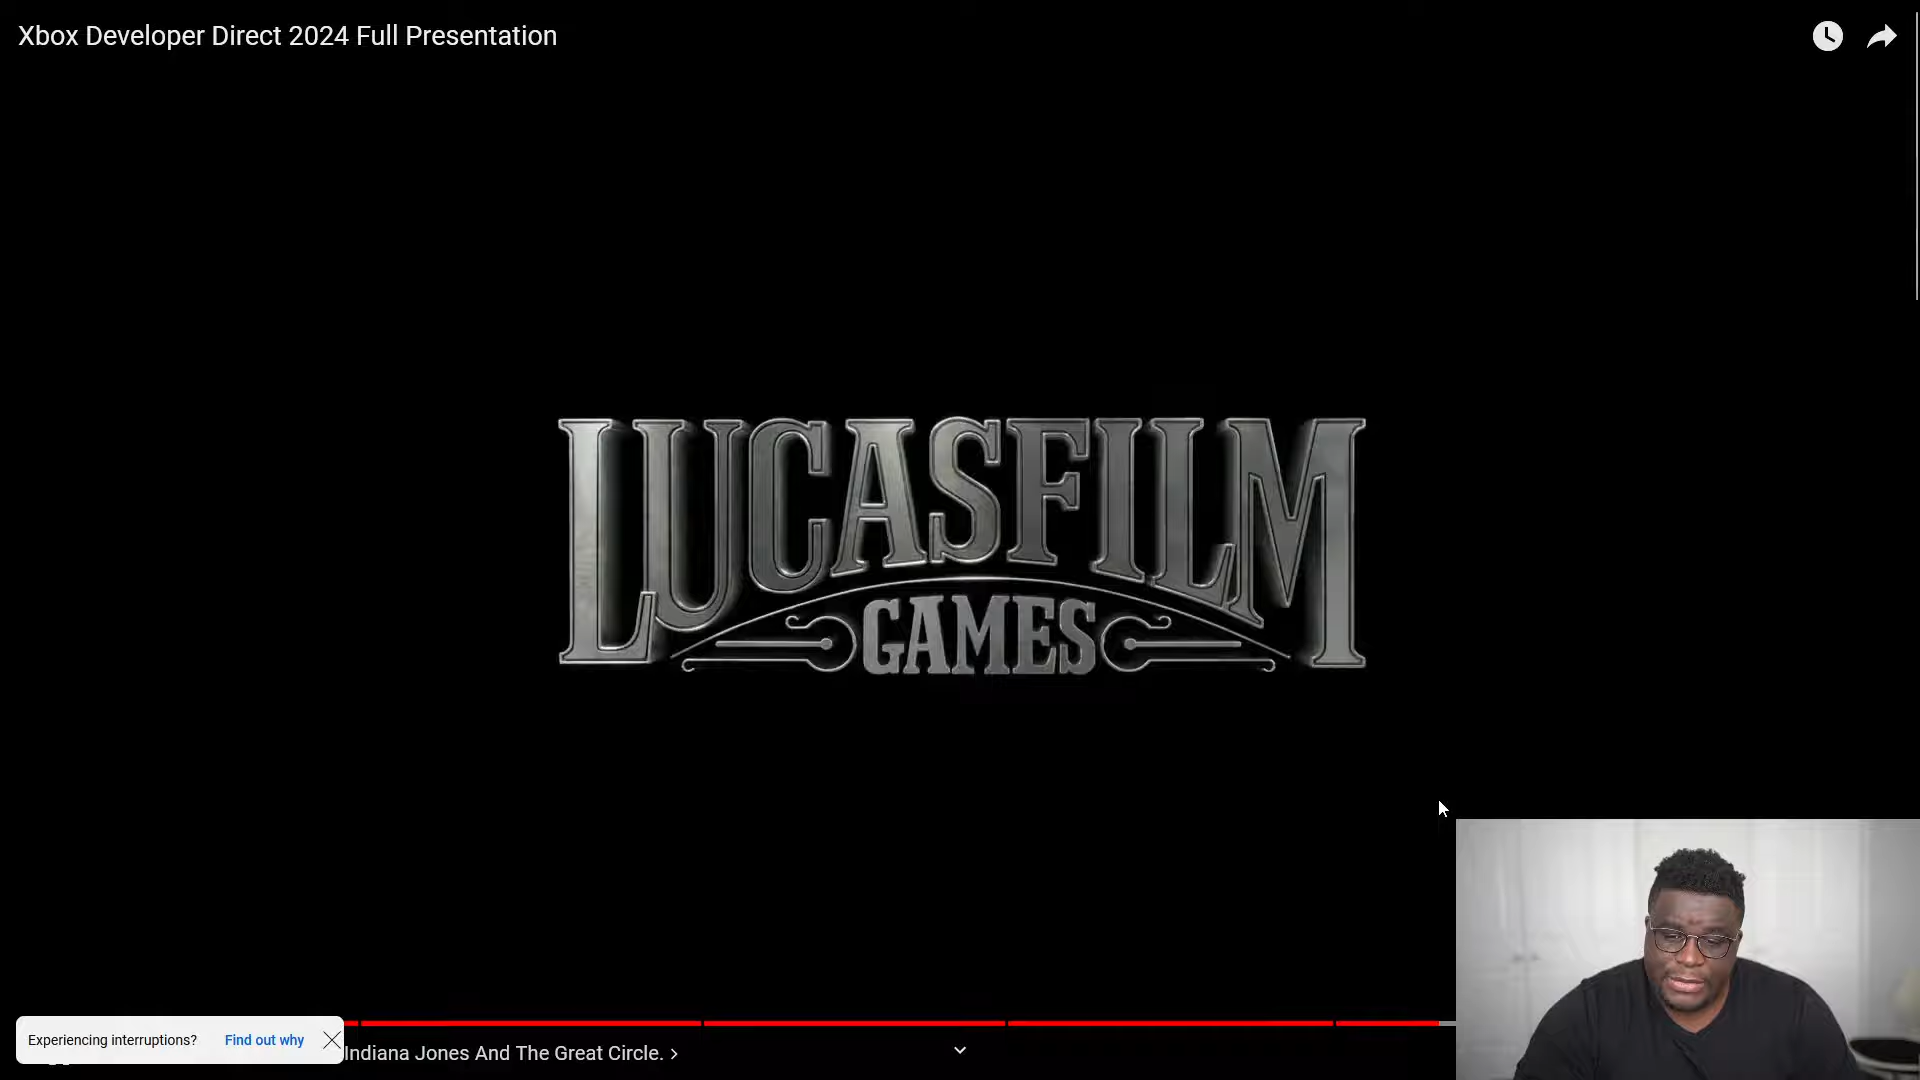 Xbox Developer Direct 2024 Full Presentation
LUCASFILM
GAMES
Experiencing interruptions? Find out why
Indiana Jones And The Great Circle.